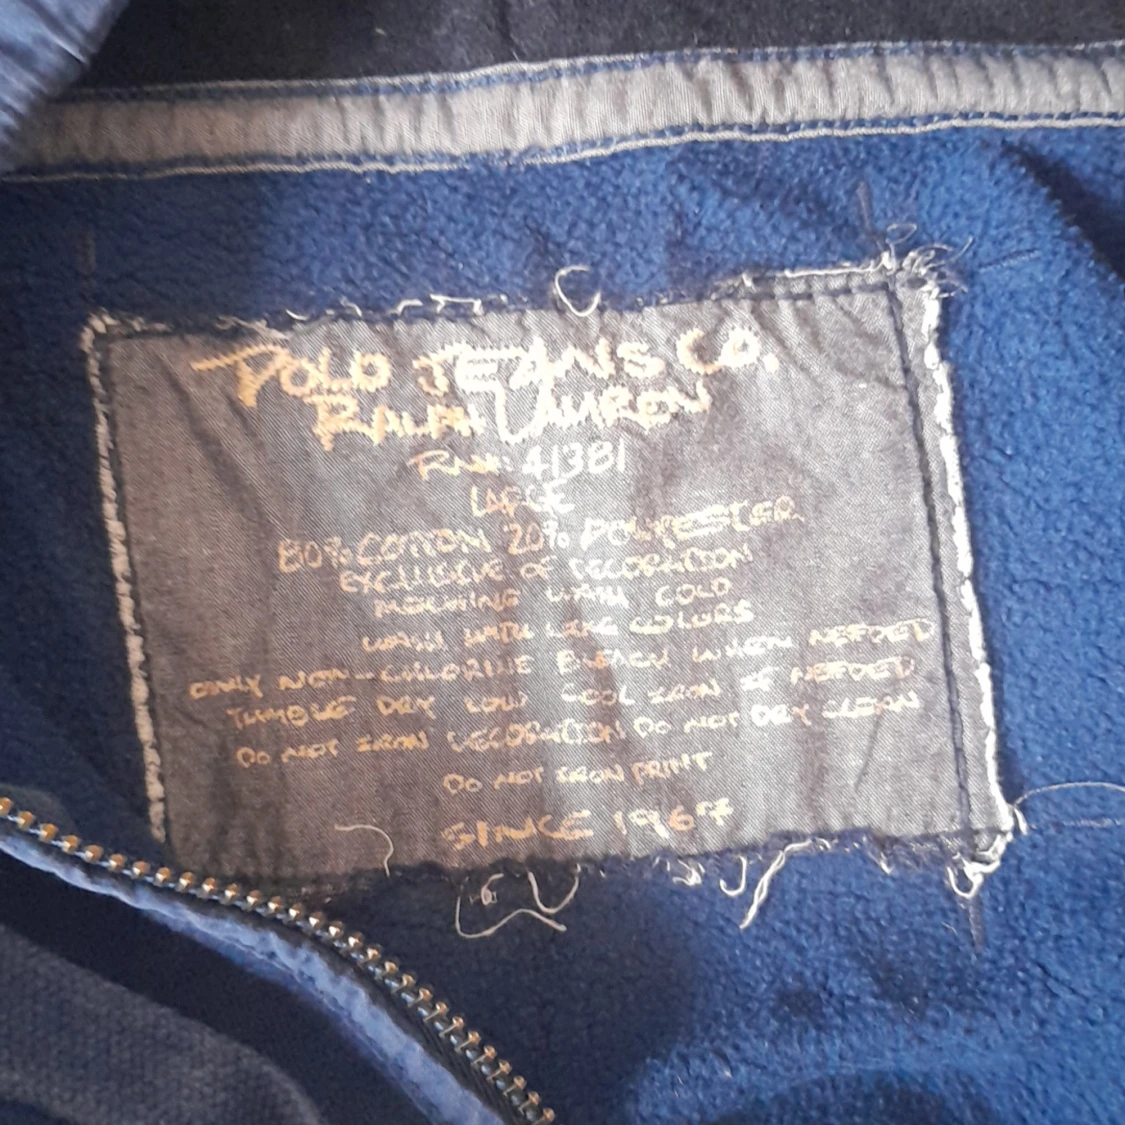 POLO JEANS CO.
RALPH LAUREN
RN# 41381
LARGE
80% COTTON 20% POLYESTER
EXCLUSIVE OF DECORATION
MACHINE WASH COLD
WASH WITH LIKE COLORS
ONLY NON-CHLORINE BLEACH WHEN NEEDED
TUMBLE DRY LOW COOL IRON IF NEEDED
DO NOT IRON DECORATION DO NOT DRY CLEAN
DO NOT IRON PRINT
SINCE 1967